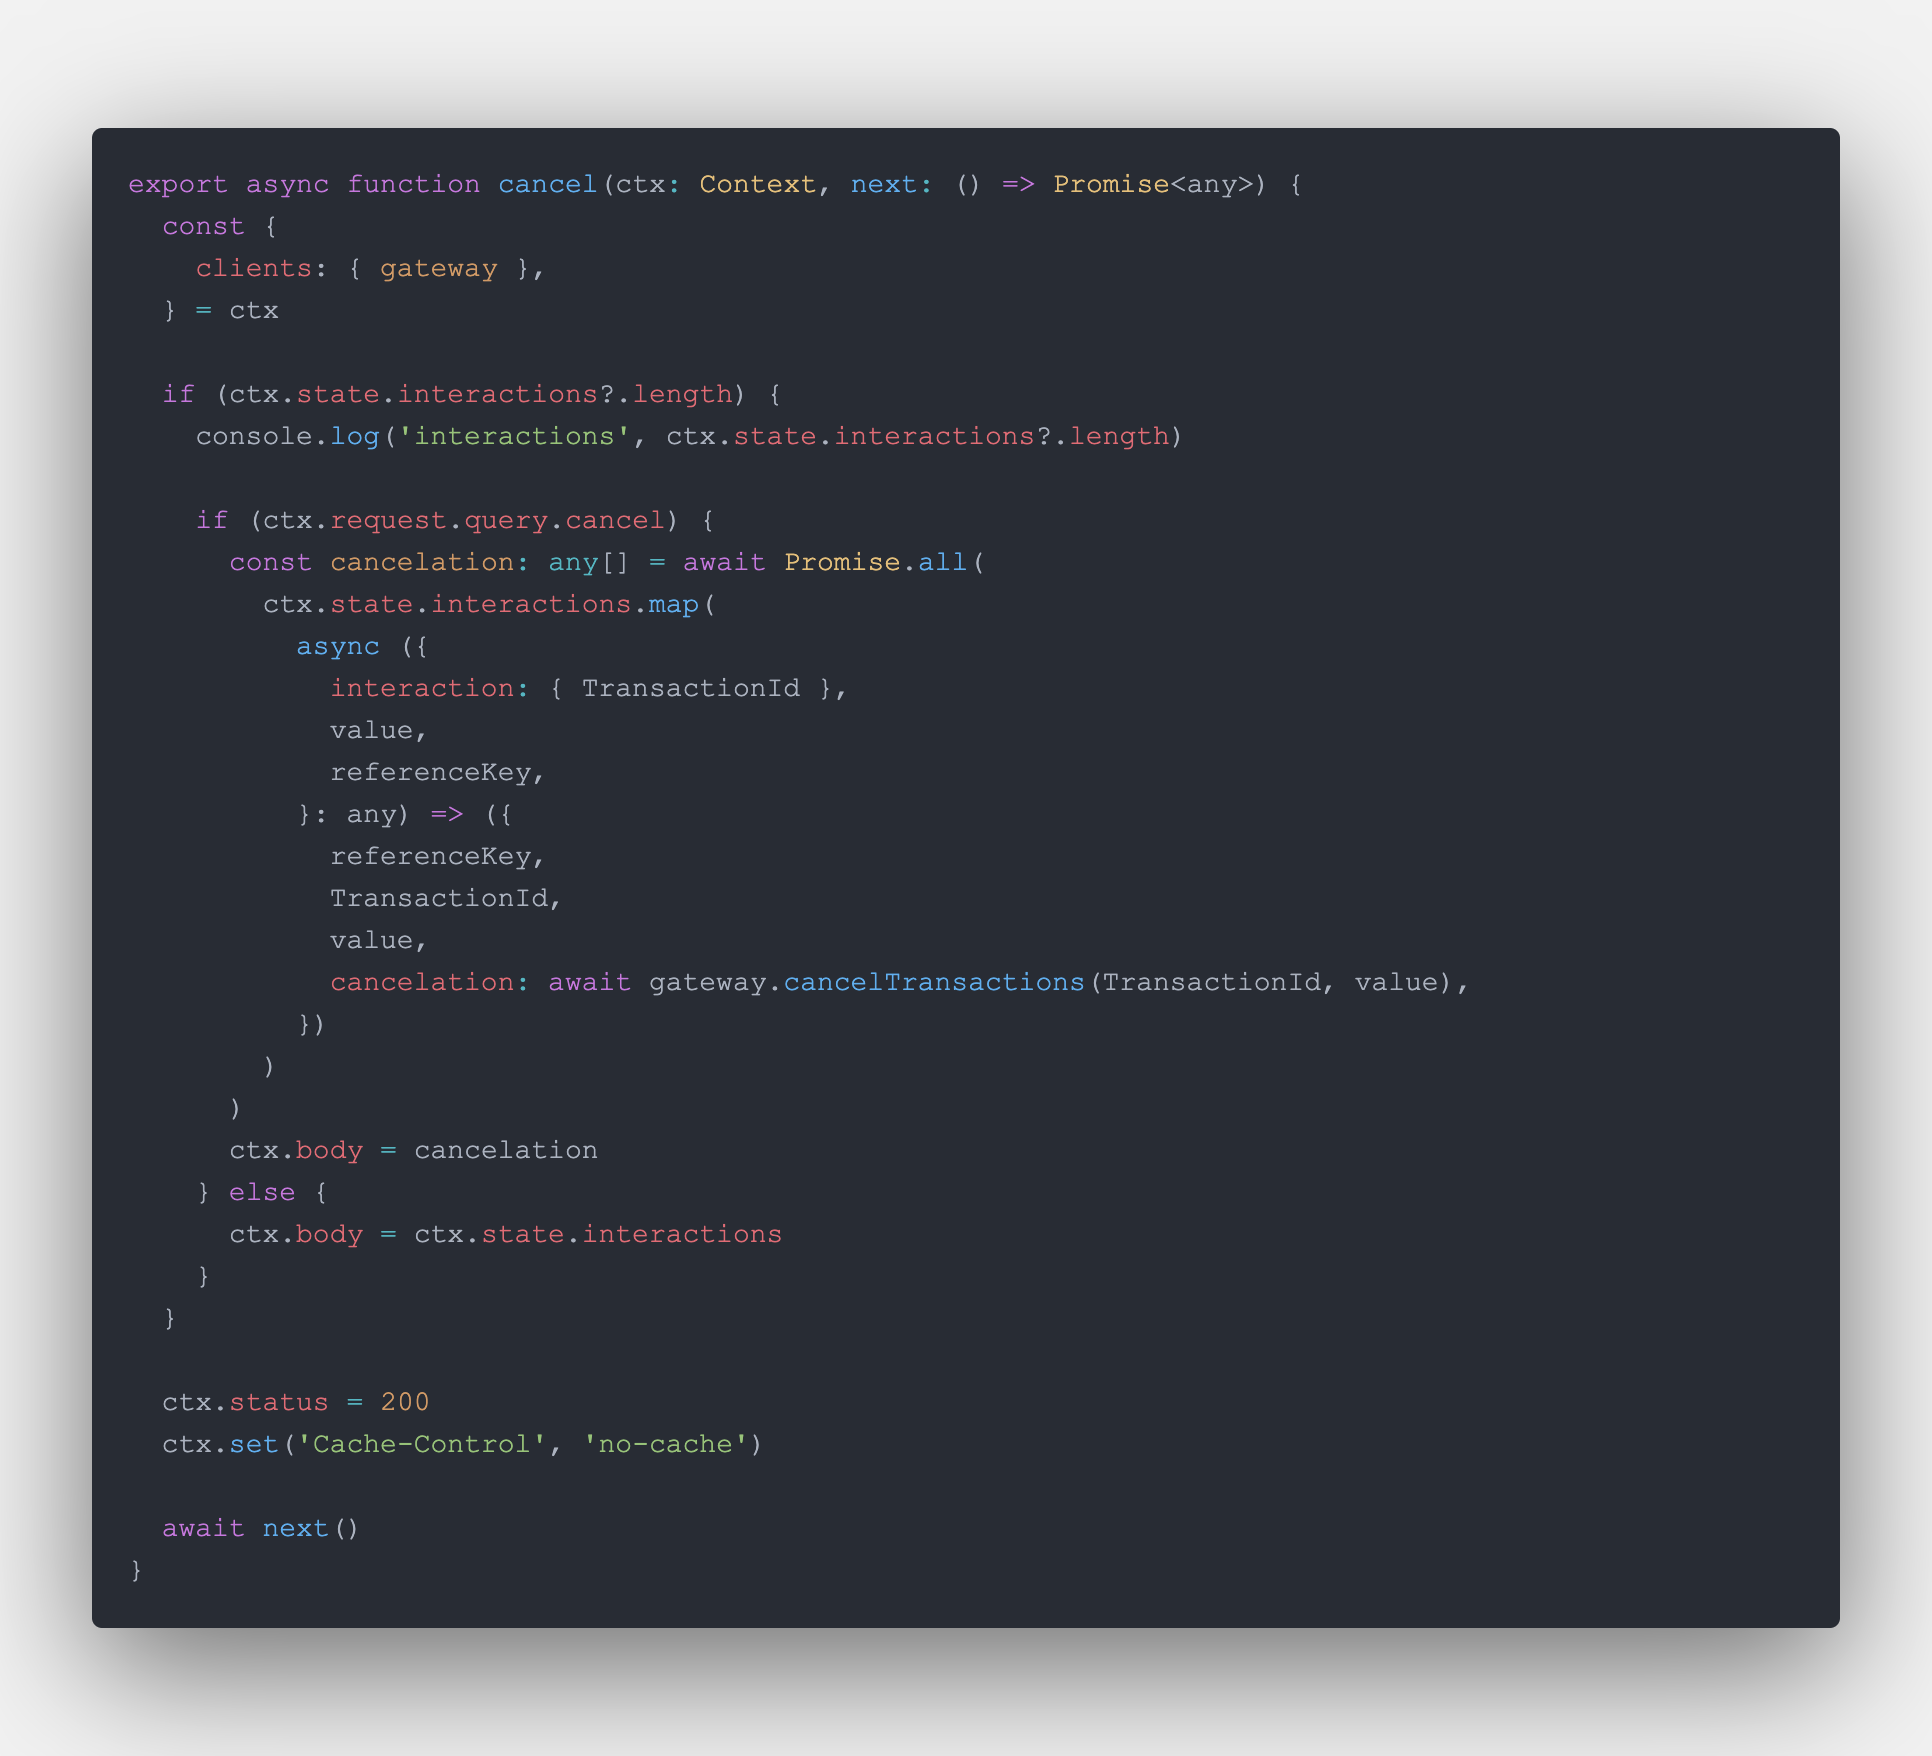 export async function cancel(ctx: Context, next: () => Promise<any>) {
  const {
    clients: { gateway },
  } = ctx

  if (ctx.state.interactions?.length) {
    console.log('interactions', ctx.state.interactions?.length)

    if (ctx.request.query.cancel) {
      const cancelation: any[] = await Promise.all(
        ctx.state.interactions.map(
          async ({
            interaction: { TransactionId },
            value,
            referenceKey,
          }: any) => ({
            referenceKey,
            TransactionId,
            value,
            cancelation: await gateway.cancelTransactions(TransactionId, value),
          })
        )
      )
      ctx.body = cancelation
    } else {
      ctx.body = ctx.state.interactions
    }
  }

  ctx.status = 200
  ctx.set('Cache-Control', 'no-cache')

  await next()
}